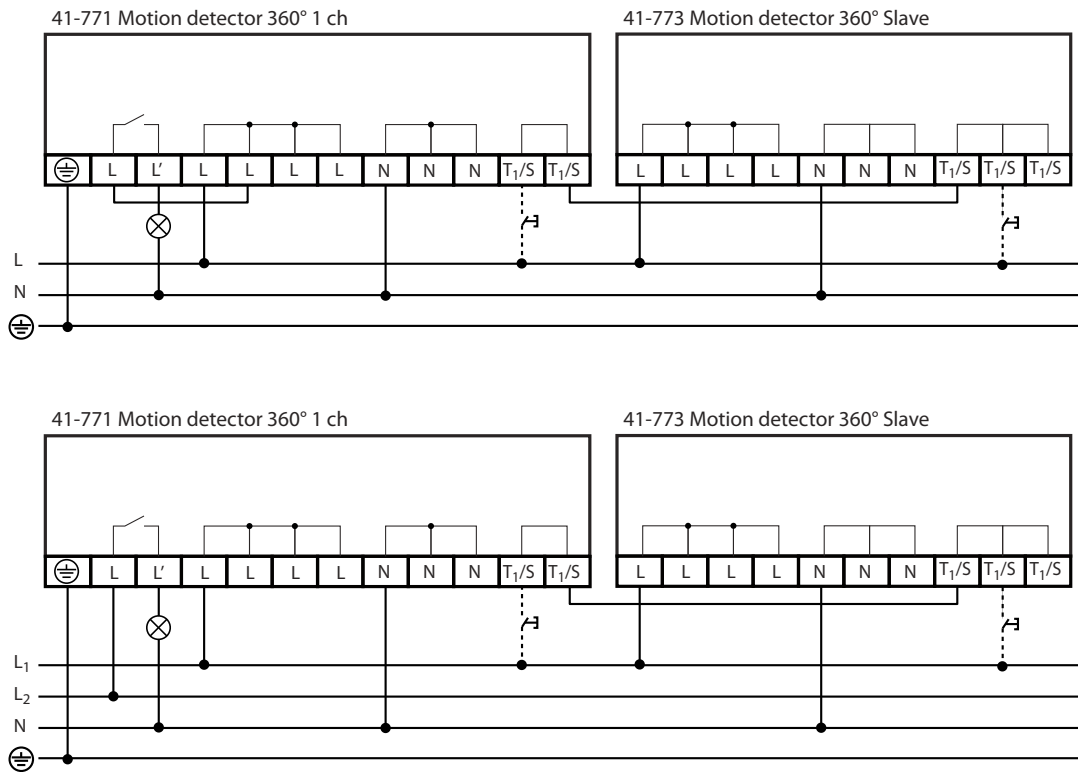 41-771 Motion detector 360° 1 ch
41-773 Motion detector 360° Slave
L L′ L L L L N N N T₁/S T₁/S
L L L L N N N T₁/S T₁/S T₁/S
L
N
41-771 Motion detector 360° 1 ch
41-773 Motion detector 360° Slave
L L′ L L L L N N N T₁/S T₁/S
L L L L N N N T₁/S T₁/S T₁/S
L₁
L₂
N